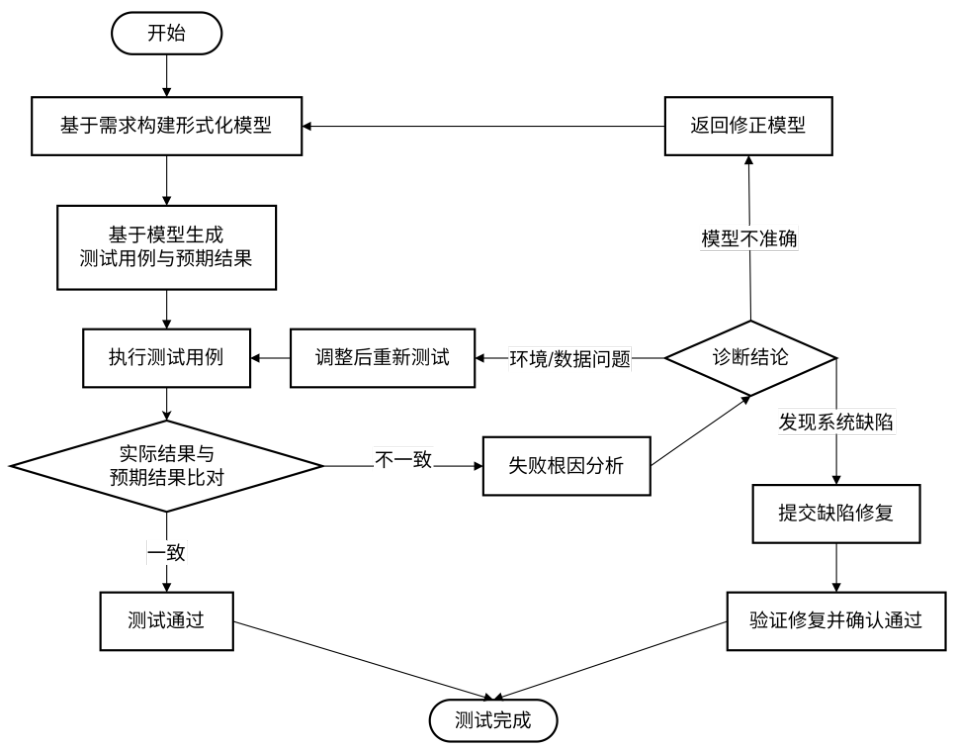 开始
基于需求构建形式化模型
返回修正模型
基于模型生成
测试用例与预期结果
模型不准确
执行测试用例
调整后重新测试
环境/数据问题
诊断结论
发现系统缺陷
实际结果与
预期结果比对
不一致
失败根因分析
提交缺陷修复
一致
测试通过
验证修复并确认通过
测试完成